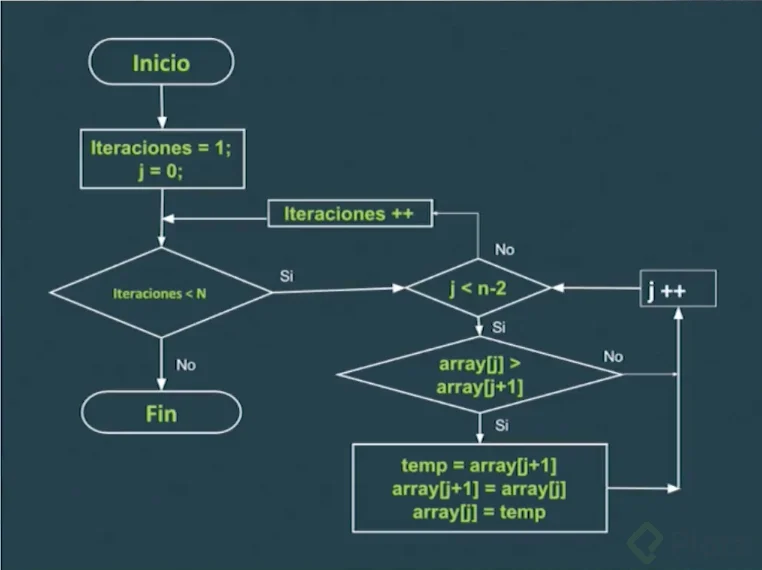 Inicio
Iteraciones = 1;
j = 0;
Iteraciones ++
No
Iteraciones < N
Si
j < n-2
j ++
Si
No
array[j] >
array[j+1]
No
Fin
Si
temp = array[j+1]
array[j+1] = array[j]
array[j] = temp